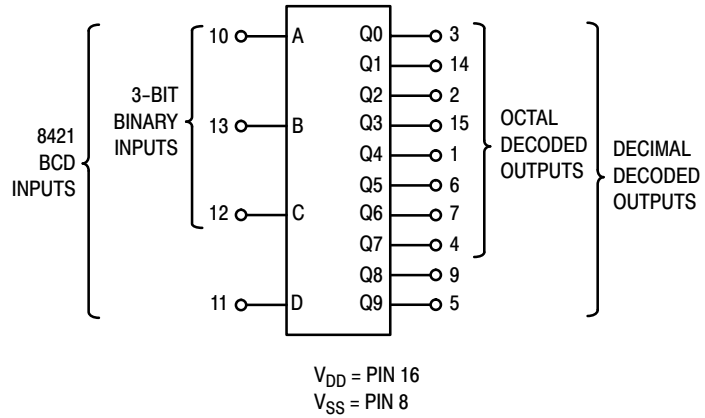 8421
BCD
INPUTS
3-BIT
BINARY
INPUTS
10 A
13 B
12 C
11 D
Q0 3
Q1 14
Q2 2
Q3 15
Q4 1
Q5 6
Q6 7
Q7 4
Q8 9
Q9 5
OCTAL
DECODED
OUTPUTS
DECIMAL
DECODED
OUTPUTS
VDD = PIN 16
VSS = PIN 8